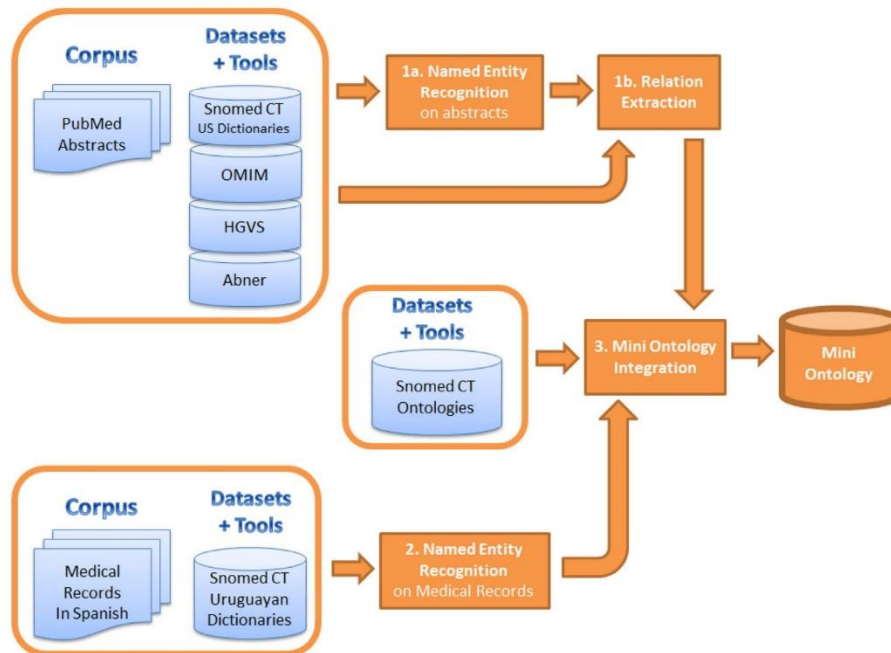 Corpus
PubMed
Abstracts
Datasets
+ Tools
Snomed CT
US Dictionaries
OMIM
HGVS
Abner
1a. Named Entity
Recognition
on abstracts
1b. Relation
Extraction
Datasets
+ Tools
Snomed CT
Ontologies
3. Mini Ontology
Integration
Mini
Ontology
Corpus
Medical
Records
In Spanish
Datasets
+ Tools
Snomed CT
Uruguayan
Dictionaries
2. Named Entity
Recognition
on Medical Records